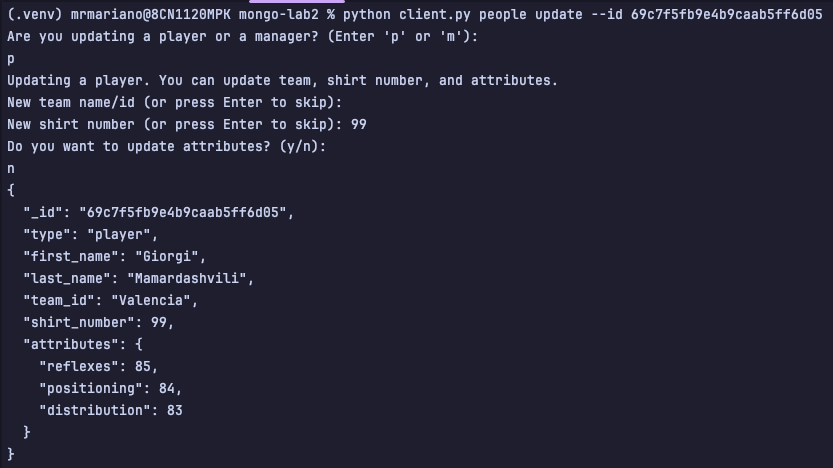 (.venv) mrmariano@8CN1120MPK mongo-lab2 % python client.py people update --id 69c7f5fb9e4b9caab5ff6d05
Are you updating a player or a manager? (Enter 'p' or 'm'):
p
Updating a player. You can update team, shirt number, and attributes.
New team name/id (or press Enter to skip):
New shirt number (or press Enter to skip): 99
Do you want to update attributes? (y/n):
n
{
  "_id": "69c7f5fb9e4b9caab5ff6d05",
  "type": "player",
  "first_name": "Giorgi",
  "last_name": "Mamardashvili",
  "team_id": "Valencia",
  "shirt_number": 99,
  "attributes": {
    "reflexes": 85,
    "positioning": 84,
    "distribution": 83
  }
}